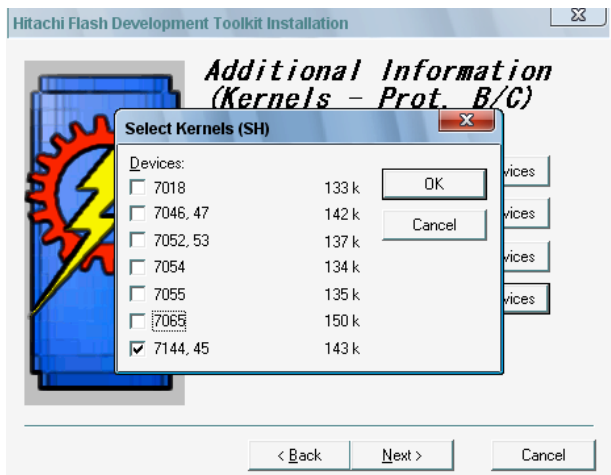 Hitachi Flash Development Toolkit Installation
Additional Information
(Kernels - Prot. B/C)
Select Kernels (SH)
Devices:
7018 133 k
7046, 47 142 k
7052, 53 137 k
7054 134 k
7055 135 k
7065 150 k
7144, 45 143 k
OK
Cancel
vices
vices
vices
vices
< Back
Next >
Cancel